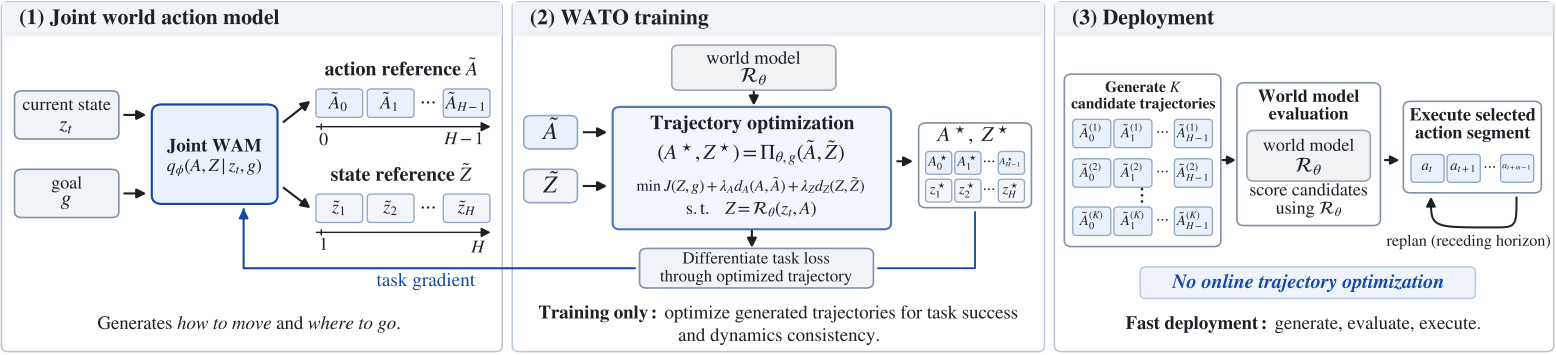 (1) Joint world action model
current state
z_t
goal
g
Joint WAM
q_ϕ(A, Z | z_t, g)
action reference Ã
Ã_0 Ã_1 ⋯ Ã_{H−1}
0 H−1
state reference Z̃
z̃_1 z̃_2 ⋯ z̃_H
1 H
task gradient
Generates how to move and where to go.
(2) WATO training
world model
ℛ_θ
Ã
Z̃
Trajectory optimization
(A⋆, Z⋆) = Π_{θ,g}(Ã, Z̃)
min J(Z, g) + λ_A d_A(A, Ã) + λ_Z d_Z(Z, Z̃)
s.t. Z = ℛ_θ(z_t, A)
A⋆, Z⋆
A_0⋆ A_1⋆ ⋯ A_{H−1}⋆
z_1⋆ z_2⋆ ⋯ z_H⋆
Differentiate task loss
through optimized trajectory
Training only: optimize generated trajectories for task success
and dynamics consistency.
(3) Deployment
Generate K
candidate trajectories
Ã_0^{(1)} Ã_1^{(1)} ⋯ Ã_{H−1}^{(1)}
Ã_0^{(2)} Ã_1^{(2)} ⋯ Ã_{H−1}^{(2)}
⋮
Ã_0^{(K)} Ã_1^{(K)} ⋯ Ã_{H−1}^{(K)}
World model
evaluation
world model
ℛ_θ
score candidates
using ℛ_θ
Execute selected
action segment
a_t a_{t+1} ⋯ a_{t+m−1}
replan (receding horizon)
No online trajectory optimization
Fast deployment: generate, evaluate, execute.